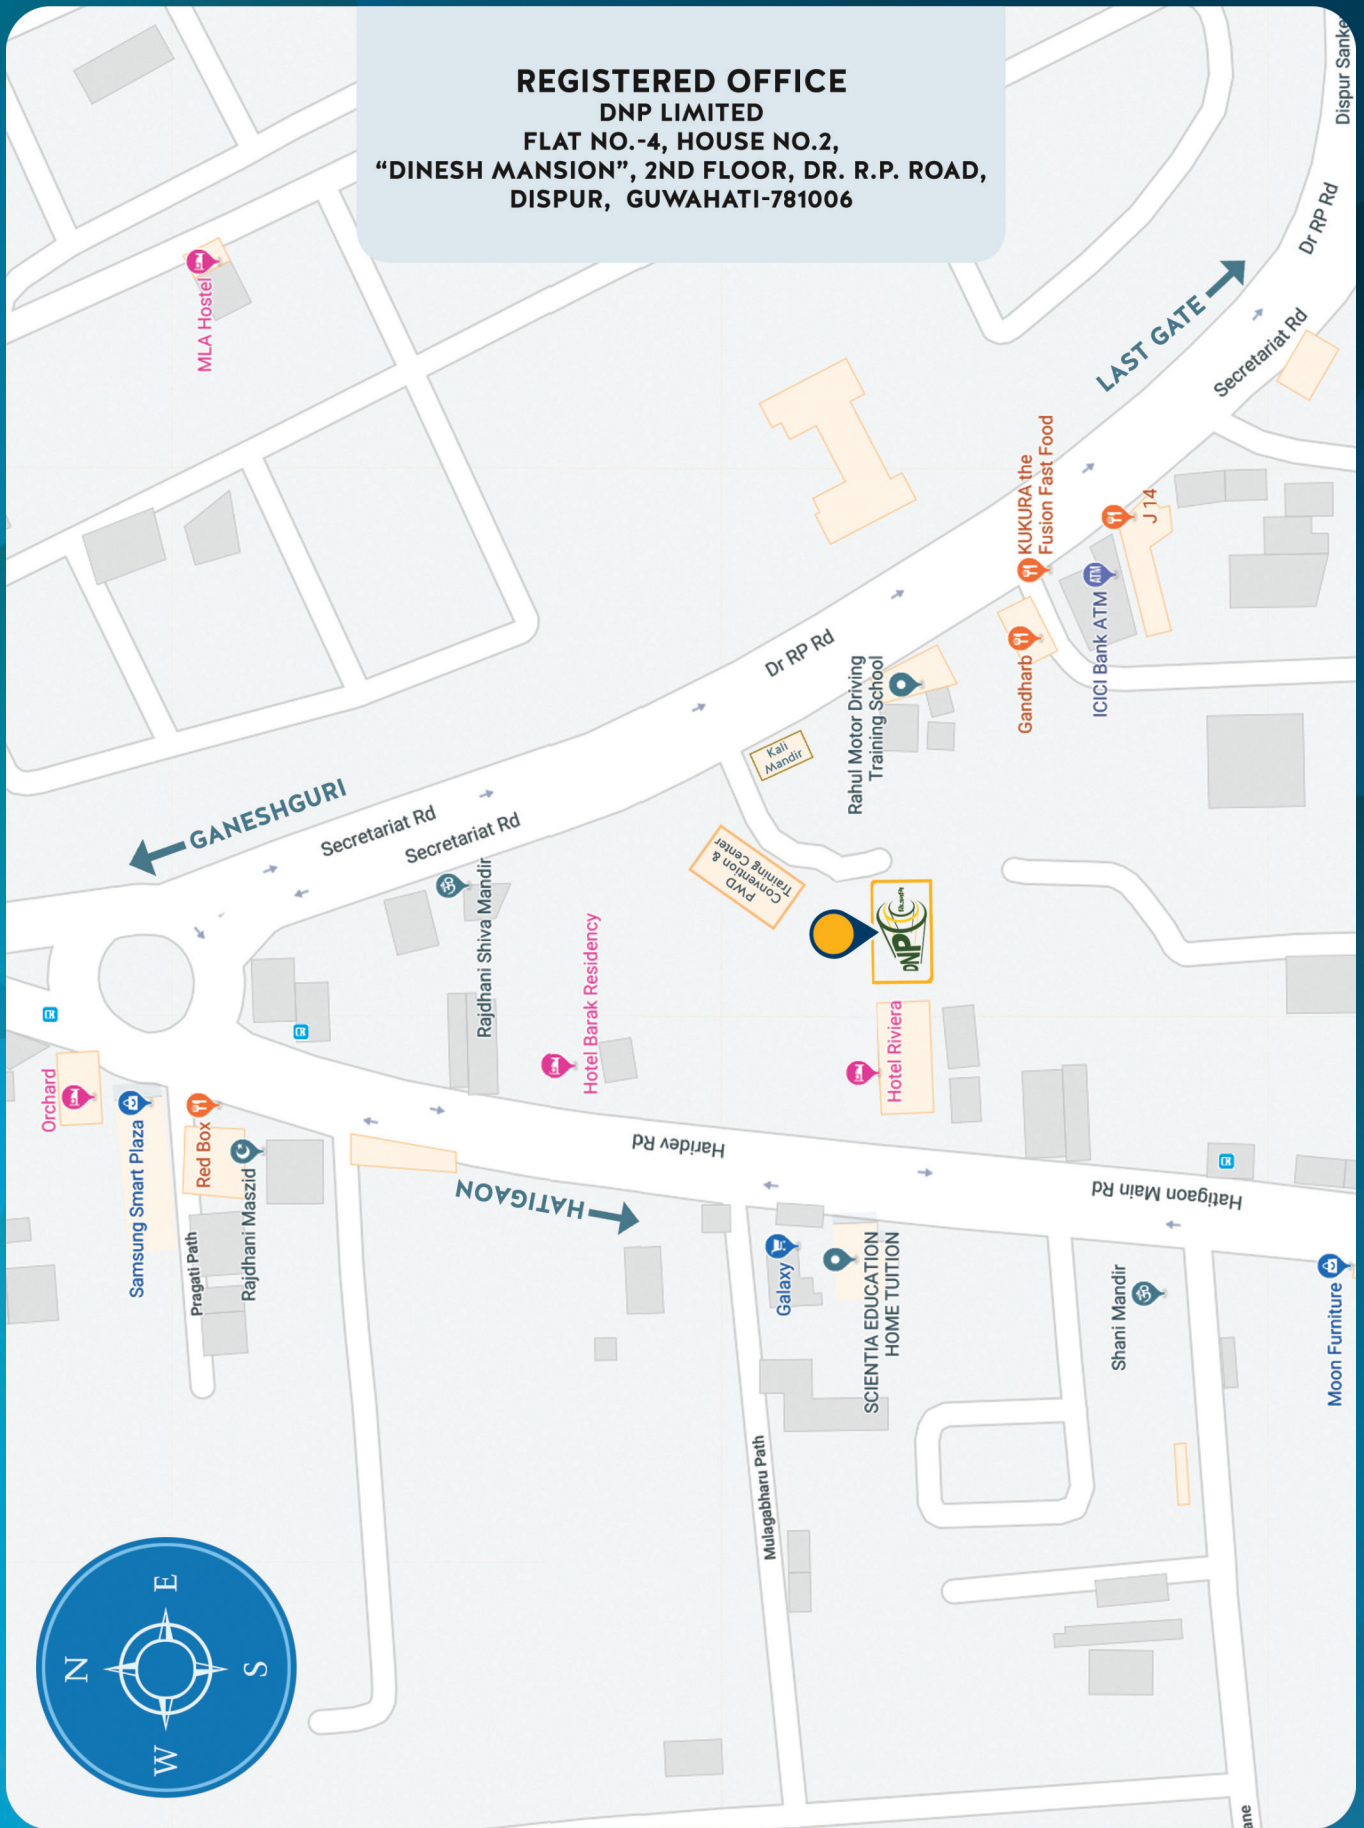 REGISTERED OFFICE
DNP LIMITED
FLAT NO.-4, HOUSE NO.2,
“DINESH MANSION”, 2ND FLOOR, DR. R.P. ROAD,
DISPUR, GUWAHATI-781006
Dispur Sanke
Dr RP Rd
MLA Hostel
LAST GATE
Secretariat Rd
KUKURA the
Fusion Fast Food
J 14
ATM
ICICI Bank ATM
Gandharb
Dr RP Rd
Rahul Motor Driving
Training School
Kali
Mandir
GANESHGURI
Secretariat Rd
Secretariat Rd
PWD
Convention &
Training Center
Rajdhani Shiva Mandir
DNP
Hotel Barak Residency
Hotel Riviera
Orchard
Samsung Smart Plaza
Red Box
Rajdhani Maszid
Pragati Path
Haridev Rd
Hatigaon Main Rd
HATIGAON
Galaxy
SCIENTIA EDUCATION
HOME TUITION
Shani Mandir
Moon Furniture
Mulagabharu Path
N
E
S
W
ane